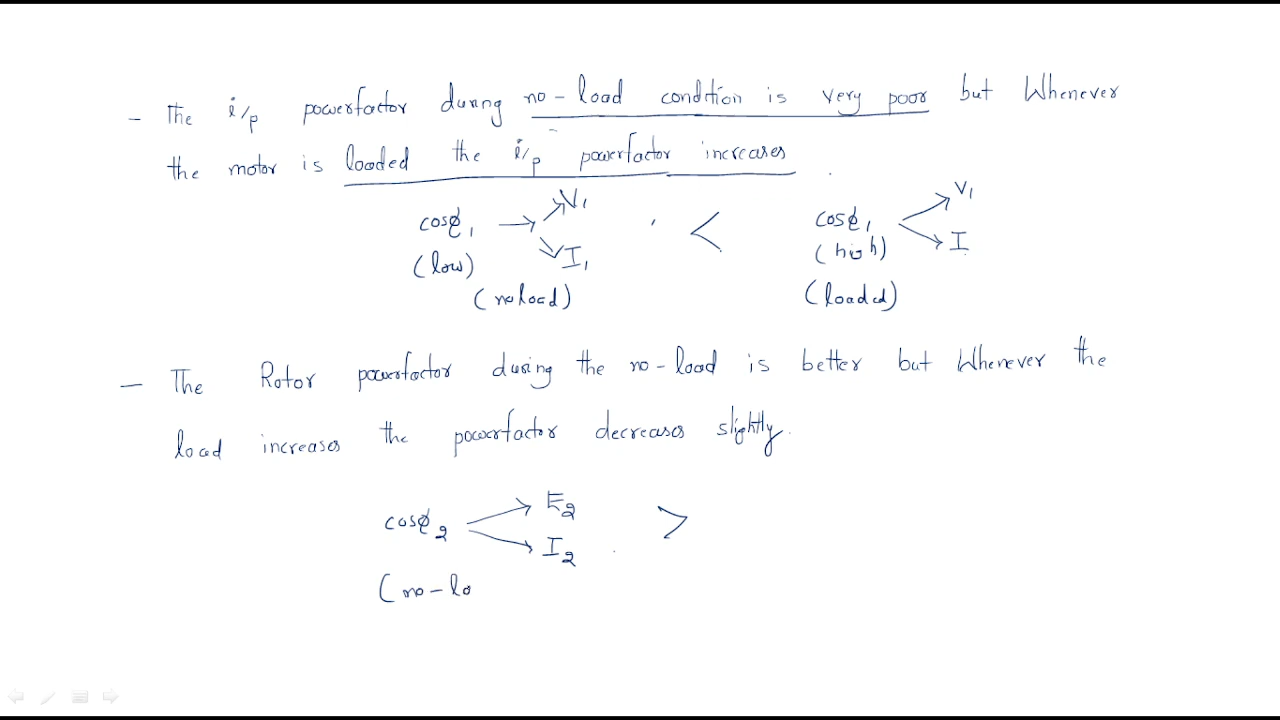 - The i/p powerfactor during no-load condition is very poor but Whenever
the motor is loaded the i/p powerfactor increases.
cosϕ₁ → V₁ < cosϕ₁ V₁
(low) I₁ (high) I
(no load) (loaded)
- The Rotor powerfactor during the no-load is better but Whenever the
load increases the powerfactor decreases slightly.
cosϕ₂ E₂ >
I₂
(no-lo